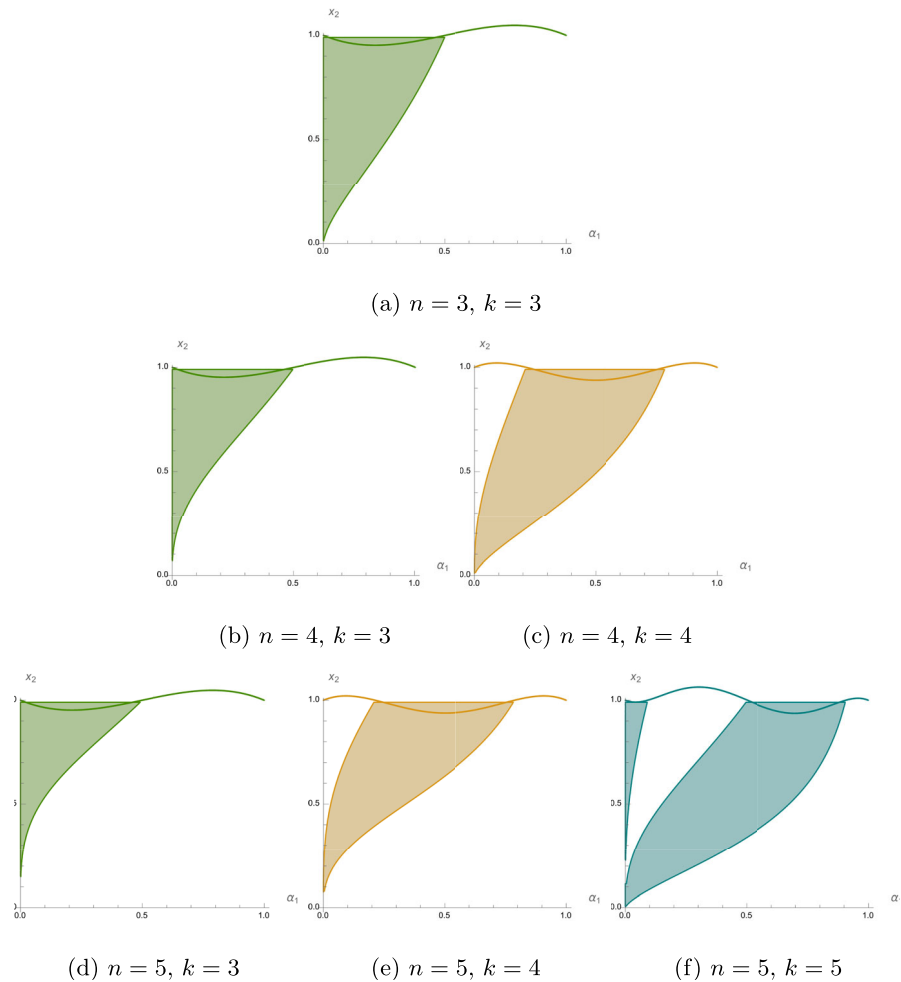 x₂
1.0
0.5
0.0
0.0 0.5 1.0 α₁
(a) n = 3, k = 3
x₂ x₂
1.0 1.0
0.5 0.5
0.0 0.0
0.0 0.5 1.0 α₁ 0.0 0.5 1.0 α₁
(b) n = 4, k = 3 (c) n = 4, k = 4
x₂ x₂ x₂
0 1.0 1.0
5 0.5 0.5
0 0.0 0.0
0.0 0.5 1.0 α₁ 0.0 0.5 1.0 α₁ 0.0 0.5 1.0 α
(d) n = 5, k = 3 (e) n = 5, k = 4 (f) n = 5, k = 5